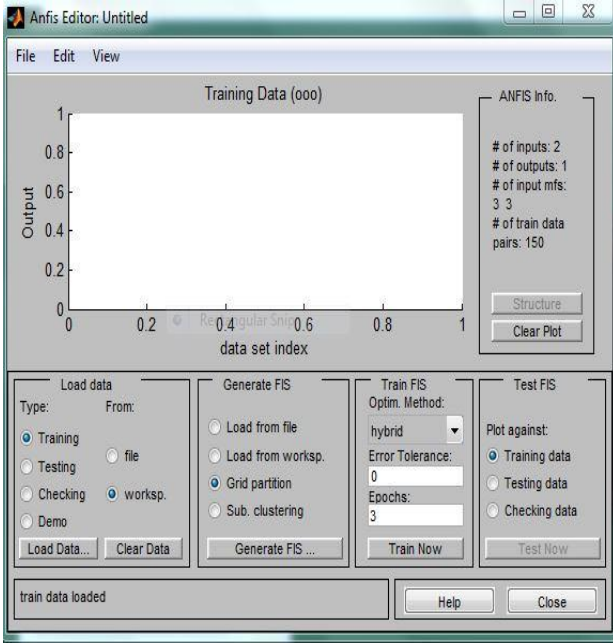 Anfis Editor: Untitled
File Edit View
Training Data (ooo)
1
0.8
0.6
0.4
0.2
0
Output
0 0.2 0.4 0.6 0.8 1
Rectangular Snip
data set index
ANFIS Info.
# of inputs: 2
# of outputs: 1
# of input mfs:
3 3
# of train data
pairs: 150
Structure
Clear Plot
Load data
Type: From:
Training
Testing
Checking
Demo
file
worksp.
Load Data... Clear Data
Generate FIS
Load from file
Load from worksp.
Grid partition
Sub. clustering
Generate FIS ...
Train FIS
Optim. Method:
hybrid
Error Tolerance:
0
Epochs:
3
Train Now
Test FIS
Plot against:
Training data
Testing data
Checking data
Test Now
train data loaded
Help Close